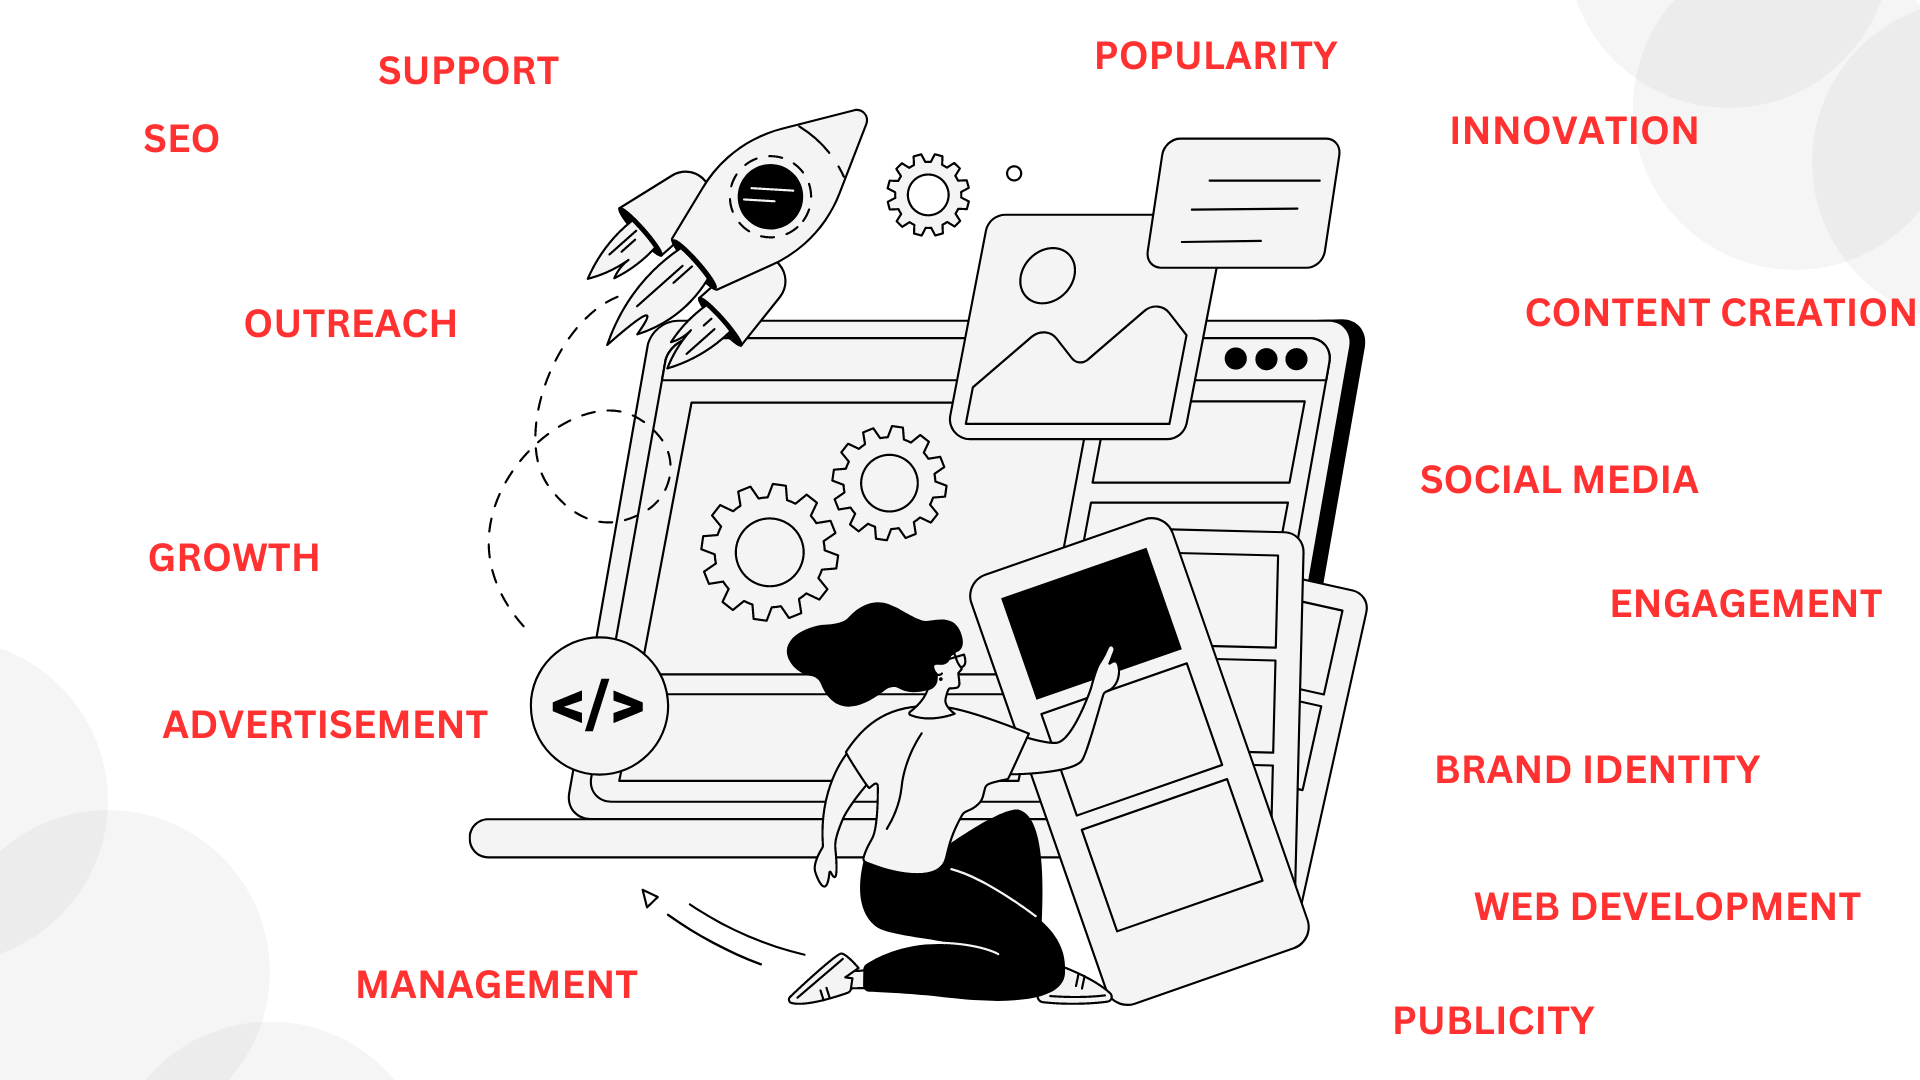 SUPPORT
POPULARITY
SEO
INNOVATION
OUTREACH
CONTENT CREATION
SOCIAL MEDIA
GROWTH
ENGAGEMENT
</>
ADVERTISEMENT
BRAND IDENTITY
WEB DEVELOPMENT
MANAGEMENT
PUBLICITY